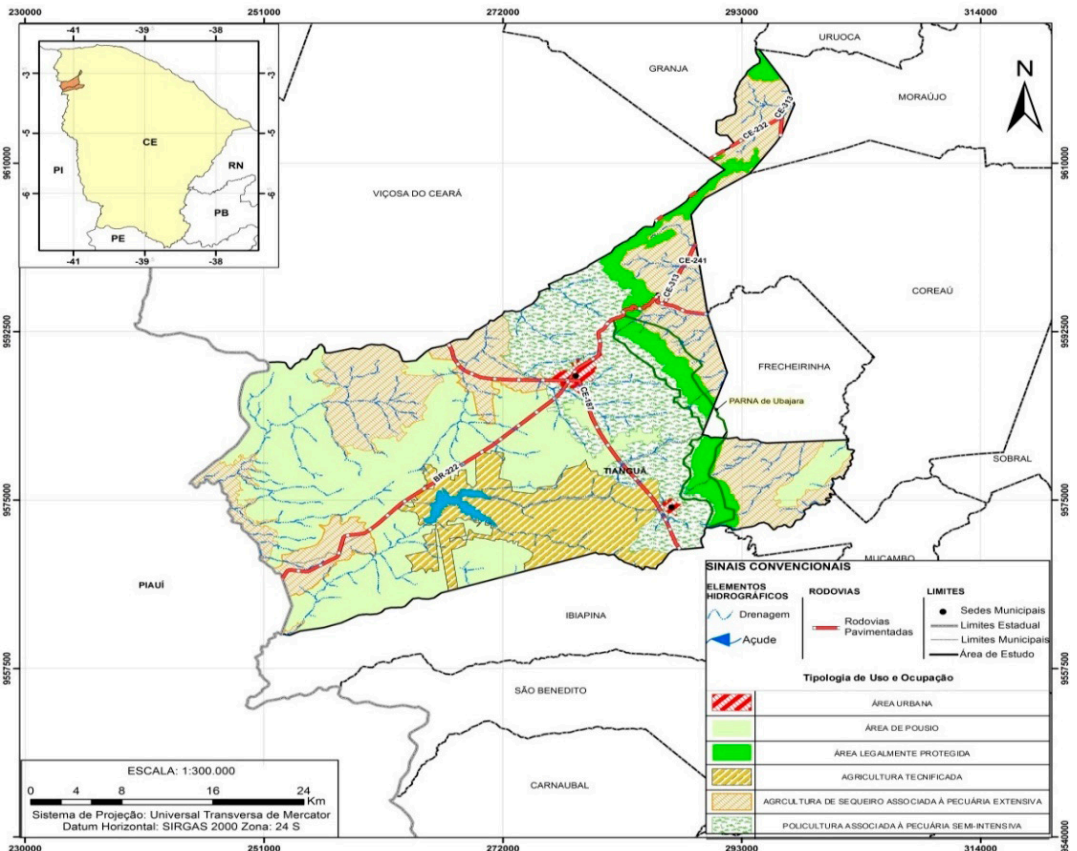 230000
251000
272000
293000
314000
-41
-39
-38
-3
-3
-5
-5
-6
-6
CE
PI
RN
PB
PE
-41
-39
-38
URUOCA
GRANJA
MORAÚJO
N
CE-313
CE-232
9610000
9610000
VIÇOSA DO CEARÁ
CE-241
CE-313
COREAÚ
9592500
9592500
FRECHEIRINHA
PARNA de Ubajara
CE-187
SOBRAL
TIANGUÁ
BR-222
9575000
9575000
MUCAMBO
PIAUÍ
IBIAPINA
SÃO BENEDITO
CARNAUBAL
9557500
9557500
SINAIS CONVENCIONAIS
ELEMENTOS HIDROGRÁFICOS
Drenagem
Açude
RODOVIAS
Rodovias
Pavimentadas
LIMITES
Sedes Municipais
Limites Estadual
Limites Municipais
Área de Estudo
Tipologia de Uso e Ocupação
ÁREA URBANA
ÁREA DE POUSIO
ÁREA LEGALMENTE PROTEGIDA
AGRICULTURA TECNIFICADA
AGRCULTURA DE SEQUEIRO ASSOCIADA À PECUÁRIA EXTENSIVA
POLICULTURA ASSOCIADA À PECUÁRIA SEMI-INTENSIVA
ESCALA: 1:300.000
0 4 8 16 24
Km
Sistema de Projeção: Universal Transversa de Mercator
Datum Horizontal: SIRGAS 2000 Zona: 24 S
9540000
230000
251000
272000
293000
314000